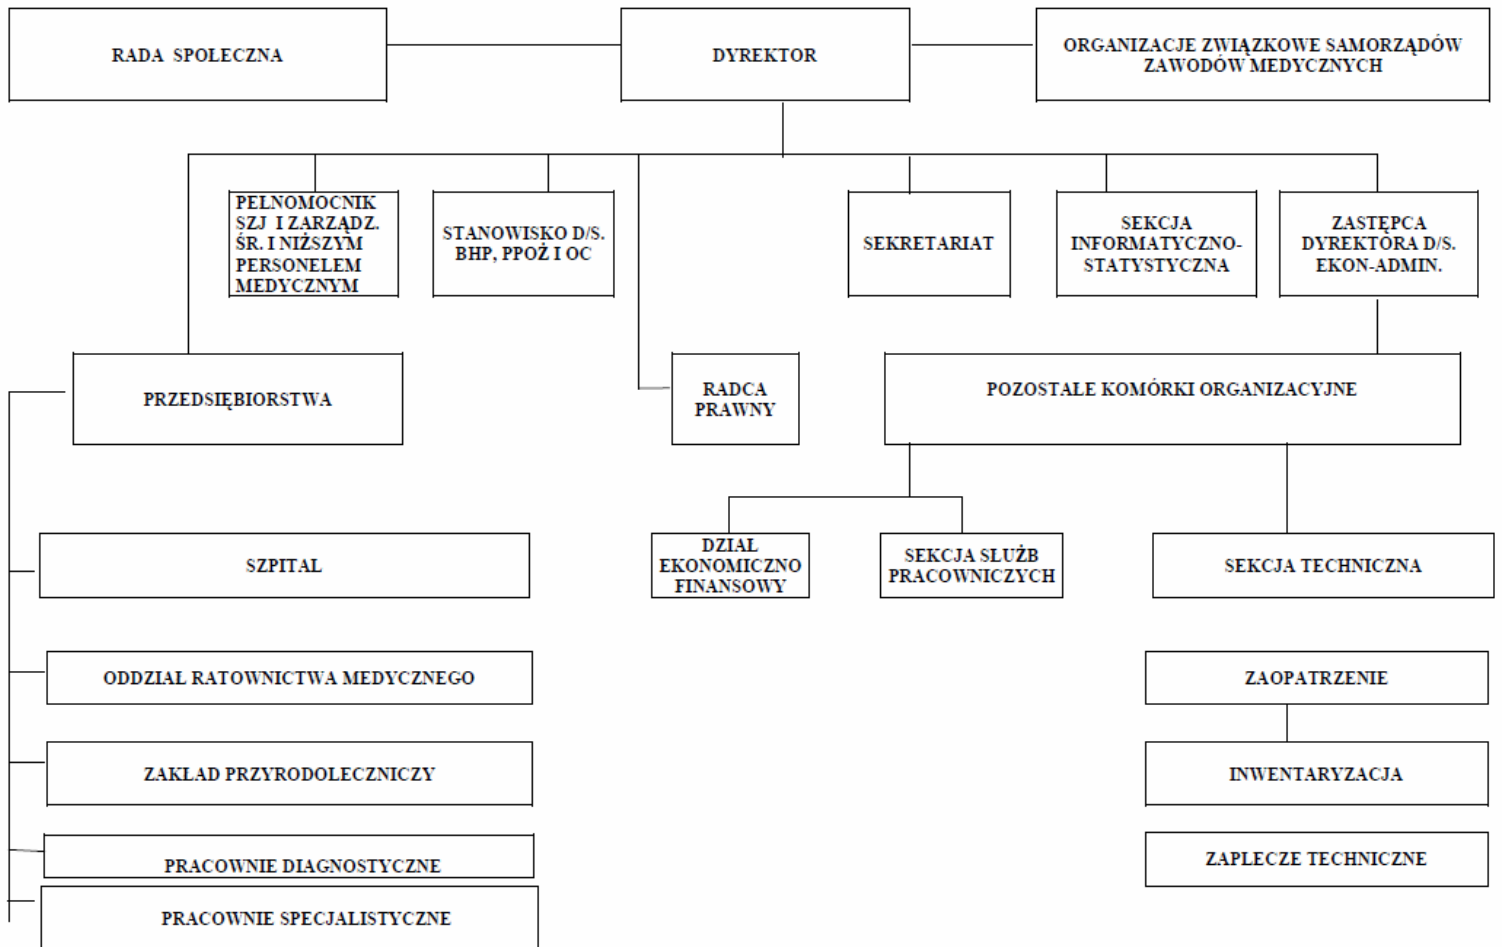 RADA SPOŁECZNA
DYREKTOR
ORGANIZACJE ZWIĄZKOWE SAMORZĄDÓW
ZAWODÓW MEDYCZNYCH
PEŁNOMOCNIK
SZJ I ZARZĄDZ.
ŚR. I NIŻSZYM
PERSONELEM
MEDYCZNYM
STANOWISKO D/S.
BHP, PPOŻ I OC
SEKRETARIAT
SEKCJA
INFORMATYCZNO-
STATYSTYCZNA
ZASTĘPCA
DYREKTORA D/S.
EKON-ADMIN.
PRZEDSIĘBIORSTWA
RADCA
PRAWNY
POZOSTAŁE KOMÓRKI ORGANIZACYJNE
SZPITAL
DZIAŁ
EKONOMICZNO
FINANSOWY
SEKCJA SŁUŻB
PRACOWNICZYCH
SEKCJA TECHNICZNA
ODDZIAŁ RATOWNICTWA MEDYCZNEGO
ZAOPATRZENIE
ZAKŁAD PRZYRODOLECZNICZY
INWENTARYZACJA
PRACOWNIE DIAGNOSTYCZNE
ZAPLECZE TECHNICZNE
PRACOWNIE SPECJALISTYCZNE